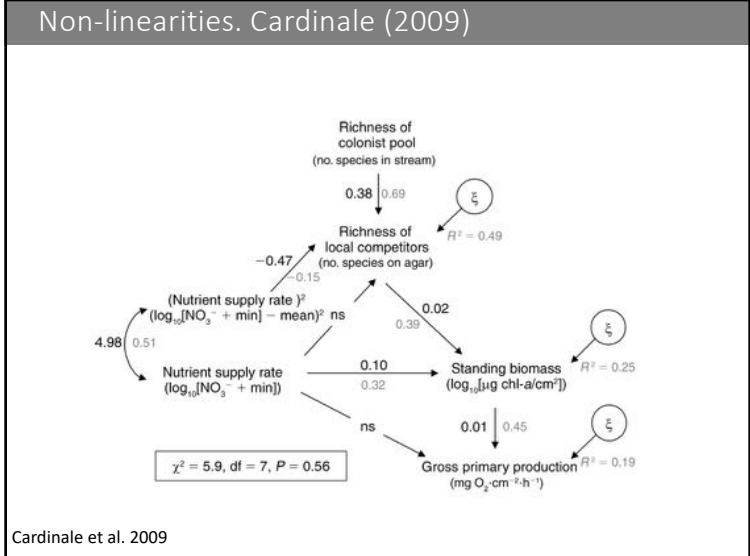 Non-linearities. Cardinale (2009)
Richness of
colonist pool
(no. species in stream)
0.38 0.69
ξ
Richness of
local competitors
(no. species on agar)
R² = 0.49
−0.47
−0.15
(Nutrient supply rate )²
(log₁₀[NO₃⁻ + min] − mean)² ns
0.02
0.39
4.98 0.51
ξ
Nutrient supply rate
(log₁₀[NO₃⁻ + min])
0.10
0.32
Standing biomass
(log₁₀[µg chl-a/cm²])
R² = 0.25
ns
0.01 0.45
ξ
χ² = 5.9, df = 7, P = 0.56
Gross primary production
(mg O₂·cm⁻²·h⁻¹)
R² = 0.19
Cardinale et al. 2009